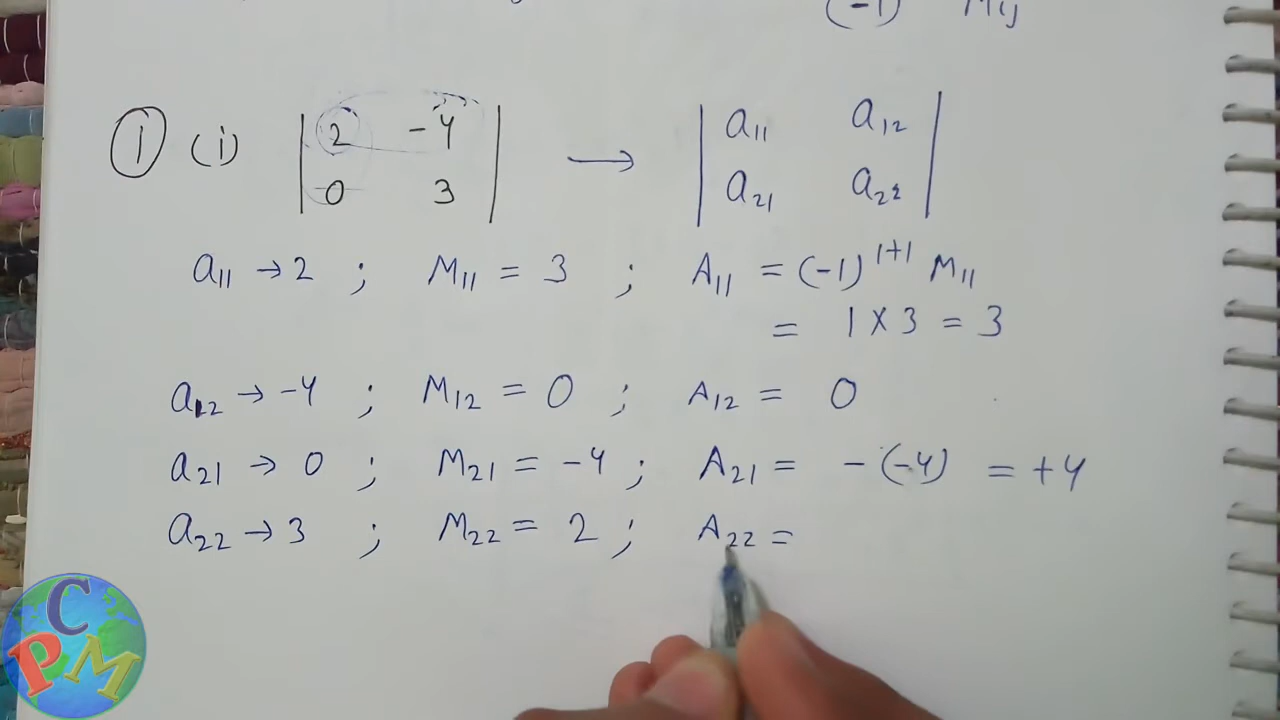 (-1) Mij
① (i) | 2 -4 | → | a11 a12 |
| 0 3 | | a21 a22 |
a11 → 2 ; M11 = 3 ; A11 = (-1)^1+1 M11
= 1 × 3 = 3
a12 → -4 ; M12 = 0 ; A12 = 0
a21 → 0 ; M21 = -4 ; A21 = -(-4) = +4
a22 → 3 ; M22 = 2 ; A22 =
CPM